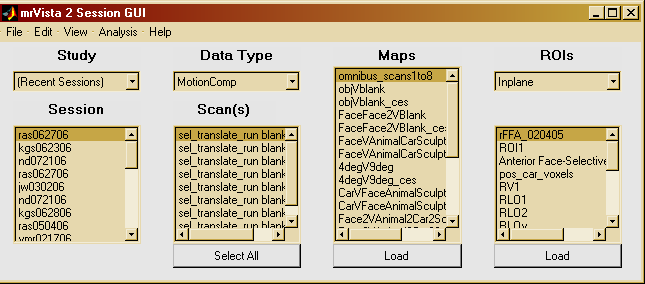 mrVista 2 Session GUI
File Edit View Analysis Help
Study
(Recent Sessions)
Session
ras062706
kgs062306
nd072106
ras062706
jw030206
nd072106
kgs062806
ras050406
vmr021706
Data Type
MotionComp
Scan(s)
sel_translate_run blank
sel_translate_run blank
sel_translate_run blank
sel_translate_run blank
sel_translate_run blank
sel_translate_run blank
sel_translate_run blank
sel_translate_run blank
Select All
Maps
omnibus_scans1to8
objVblank
objVblank_ces
FaceFace2VBlank
FaceFace2VBlank_ces
FaceVAnimalCarSculpt
FaceVAnimalCarSculpt
4degV9deg
4degV9deg_ces
CarVFaceAnimalSculpt
CarVFaceAnimalSculpt
Face2VAnimal2Car2Sc
Load
ROIs
Inplane
rFFA_020405
ROI1
Anterior Face-Selective
pos_car_voxels
RV1
RLO1
RLO2
RLOv
Load